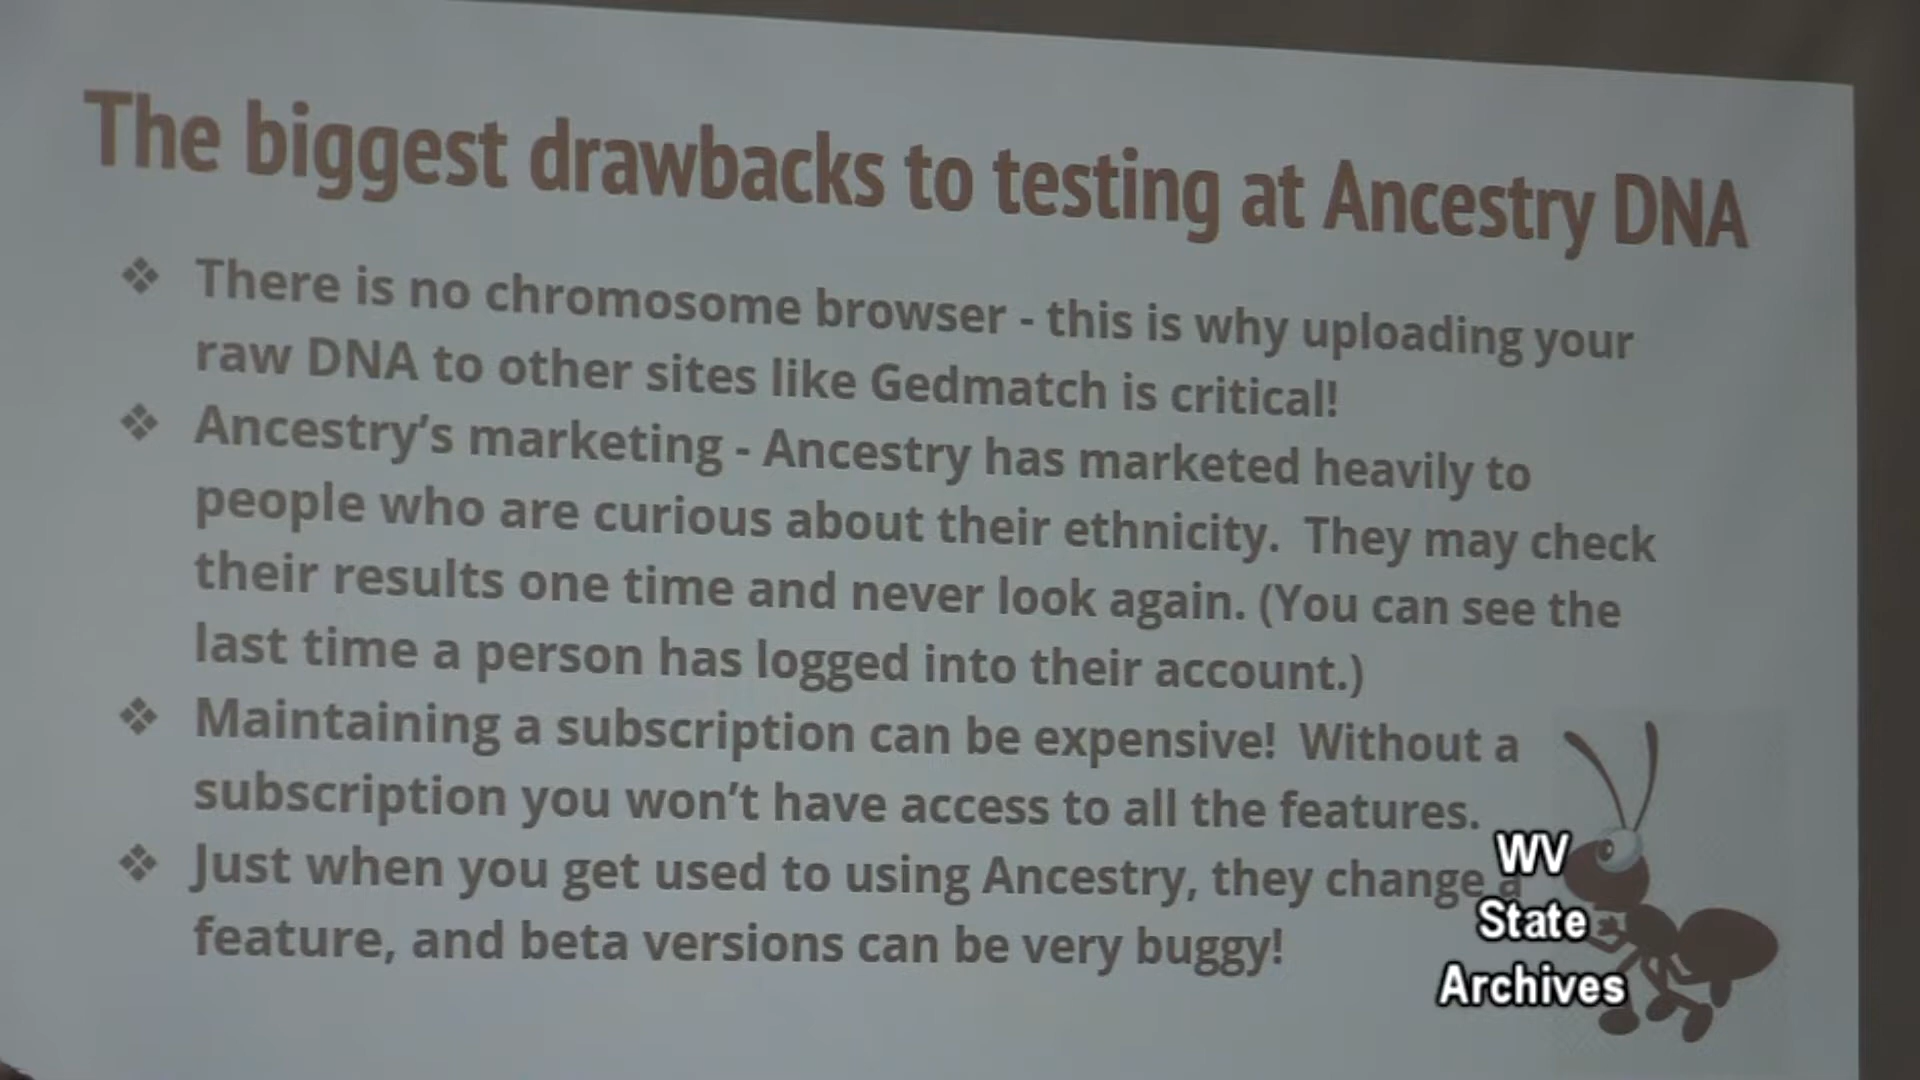 The biggest drawbacks to testing at Ancestry DNA
❖ There is no chromosome browser - this is why uploading your
raw DNA to other sites like Gedmatch is critical!
❖ Ancestry’s marketing - Ancestry has marketed heavily to
people who are curious about their ethnicity. They may check
their results one time and never look again. (You can see the
last time a person has logged into their account.)
❖ Maintaining a subscription can be expensive! Without a
subscription you won’t have access to all the features.
❖ Just when you get used to using Ancestry, they change a
feature, and beta versions can be very buggy!
WV
State
Archives